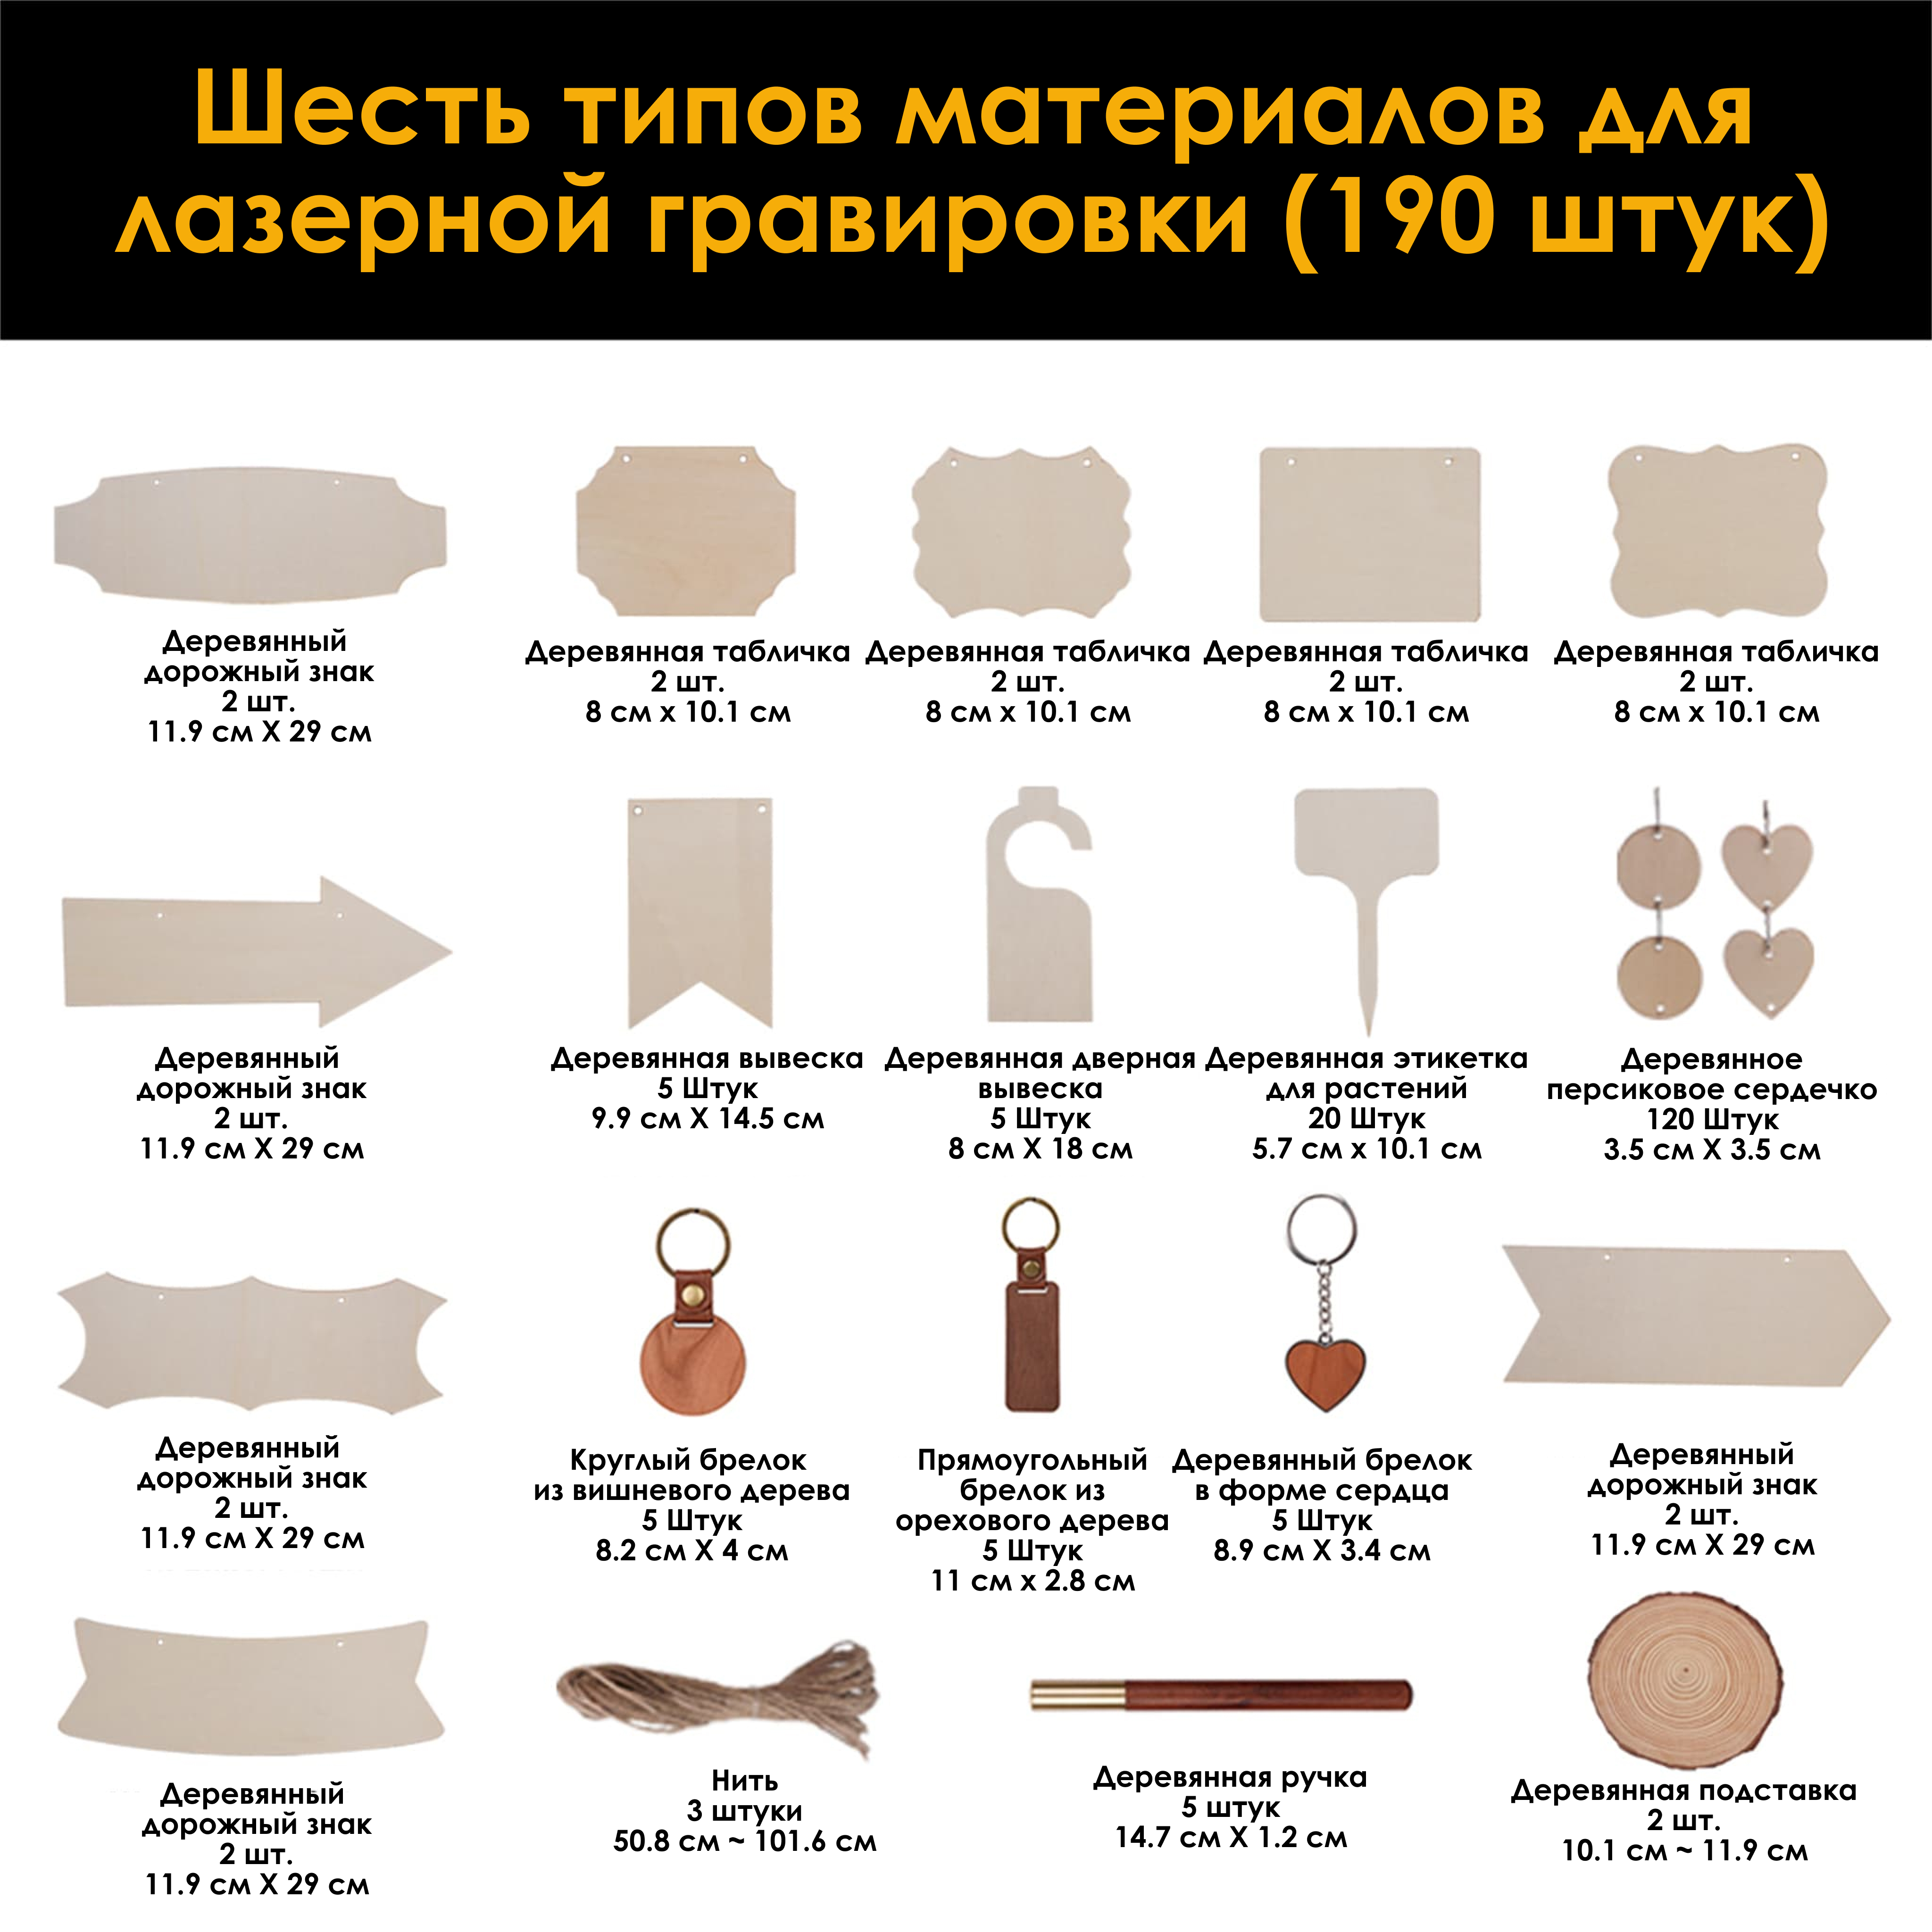 Шесть типов материалов для
лазерной гравировки (190 штук)
Деревянный
дорожный знак
2 шт.
11.9 см X 29 см
Деревянная табличка
2 шт.
8 см x 10.1 см
Деревянная табличка
2 шт.
8 см x 10.1 см
Деревянная табличка
2 шт.
8 см x 10.1 см
Деревянная табличка
2 шт.
8 см x 10.1 см
Деревянный
дорожный знак
2 шт.
11.9 см X 29 см
Деревянная вывеска
5 Штук
9.9 см X 14.5 см
Деревянная дверная
вывеска
5 Штук
8 см X 18 см
Деревянная этикетка
для растений
20 Штук
5.7 см x 10.1 см
Деревянное
персиковое сердечко
120 Штук
3.5 см X 3.5 см
Деревянный
дорожный знак
2 шт.
11.9 см X 29 см
Круглый брелок
из вишневого дерева
5 Штук
8.2 см X 4 см
Прямоугольный
брелок из
орехового дерева
5 Штук
11 см x 2.8 см
Деревянный брелок
в форме сердца
5 Штук
8.9 см X 3.4 см
Деревянный
дорожный знак
2 шт.
11.9 см X 29 см
Деревянный
дорожный знак
2 шт.
11.9 см X 29 см
Нить
3 штуки
50.8 см ~ 101.6 см
Деревянная ручка
5 штук
14.7 см X 1.2 см
Деревянная подставка
2 шт.
10.1 см ~ 11.9 см